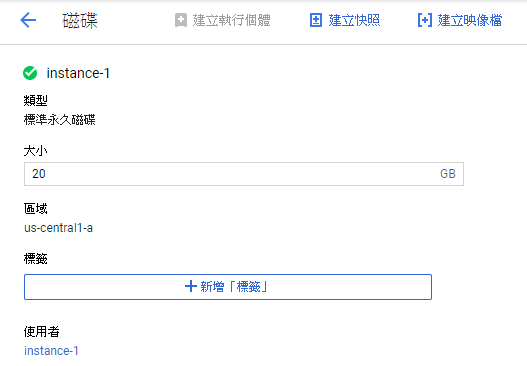 磁碟 建立執行個體 建立快照 建立映像檔
instance-1
類型
標準永久磁碟
大小
20 GB
區域
us-central1-a
標籤
新增「標籤」
使用者
instance-1